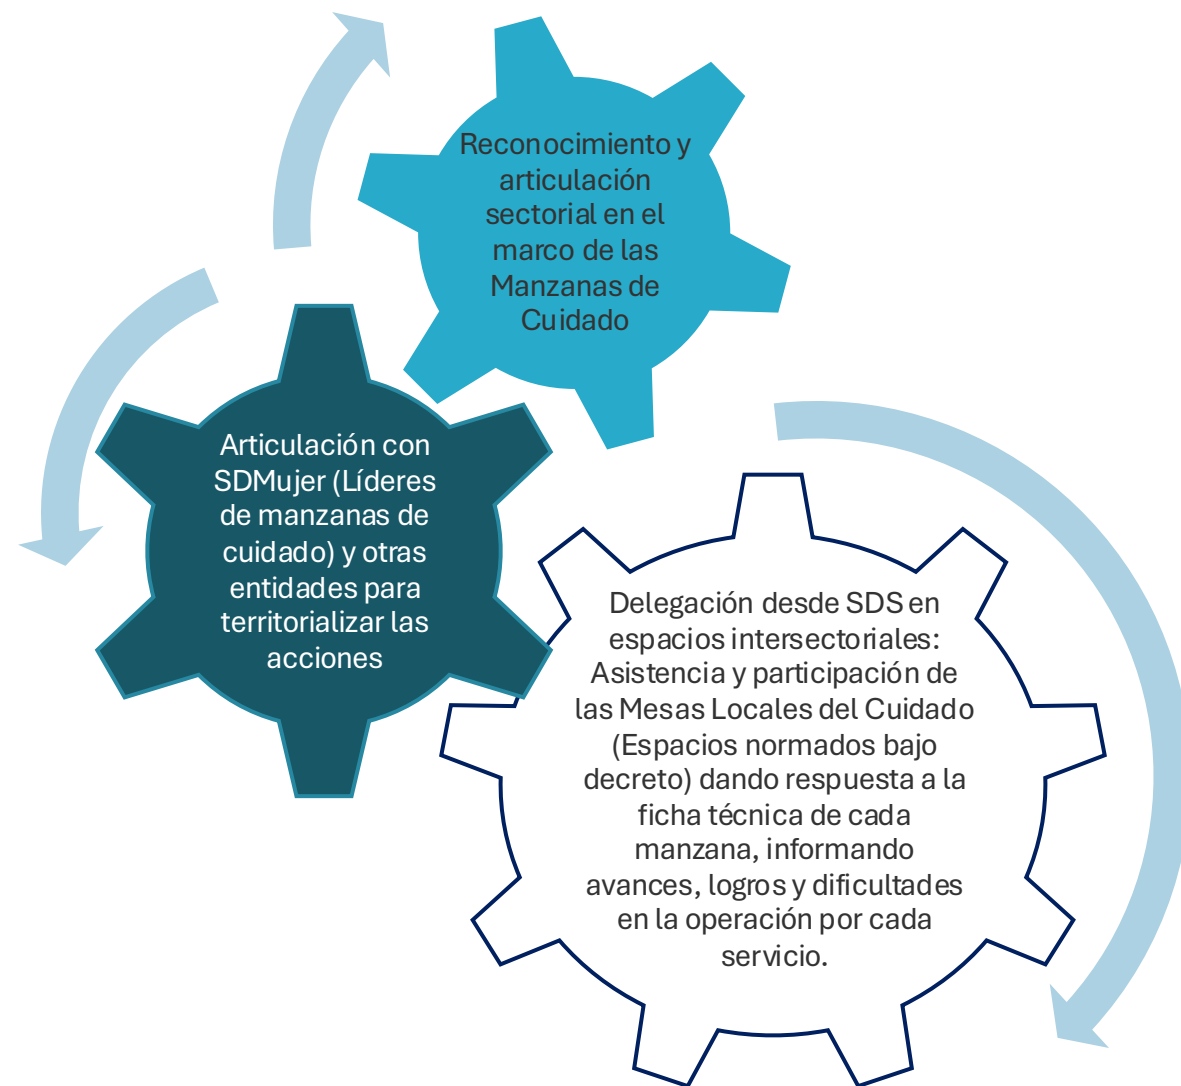 Reconocimiento y
articulación
sectorial en el
marco de las
Manzanas de
Cuidado
Articulación con
SDMujer (Líderes
de manzanas de
cuidado) y otras
entidades para
territorializar las
acciones
Delegación desde SDS en
espacios intersectoriales:
Asistencia y participación de
las Mesas Locales del Cuidado
(Espacios normados bajo
decreto) dando respuesta a la
ficha técnica de cada
manzana, informando
avances, logros y dificultades
en la operación por cada
servicio.